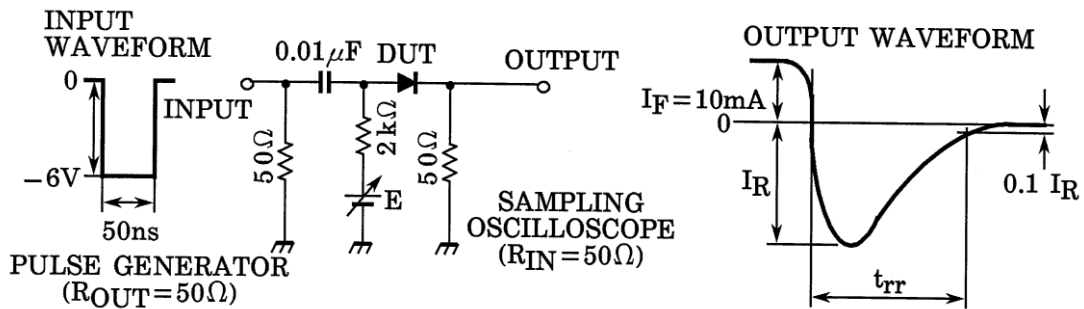 INPUT
WAVEFORM
0
-6V
50ns
INPUT
0.01μF
DUT
OUTPUT
50Ω
2kΩ
E
50Ω
PULSE GENERATOR
(ROUT=50Ω)
SAMPLING
OSCILLOSCOPE
(RIN=50Ω)
OUTPUT WAVEFORM
IF=10mA
0
IR
0.1 IR
trr